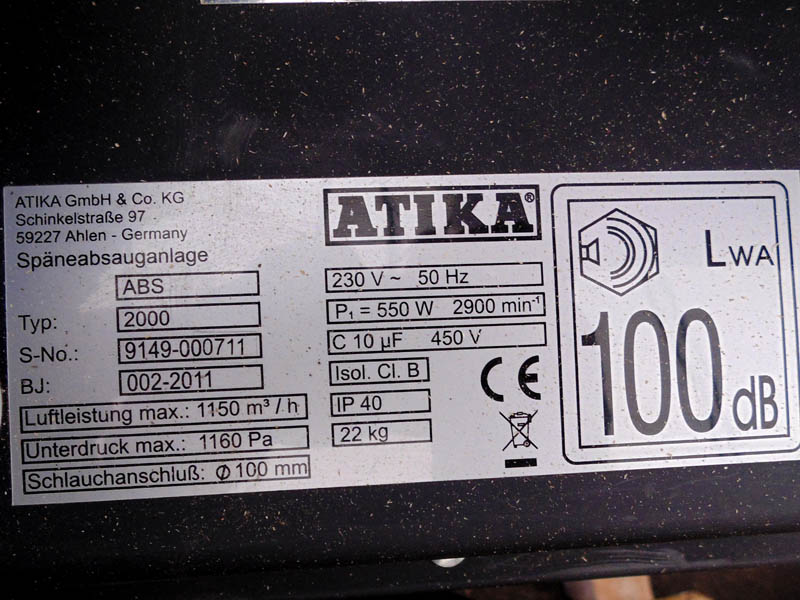 ATIKA GmbH & Co. KG
Schinkelstraße 97
59227 Ahlen - Germany
Späneabsauganlage
ABS
Typ: 2000
S-No.: 9149-000711
BJ: 002-2011
Luftleistung max.: 1150 m³ / h
Unterdruck max.: 1160 Pa
Schlauchanschluß: Ø 100 mm
ATIKA®
230 V ~ 50 Hz
P₁ = 550 W 2900 min⁻¹
C 10 µF 450 V
Isol. Cl. B
IP 40
22 kg
CE
LWA
100 dB